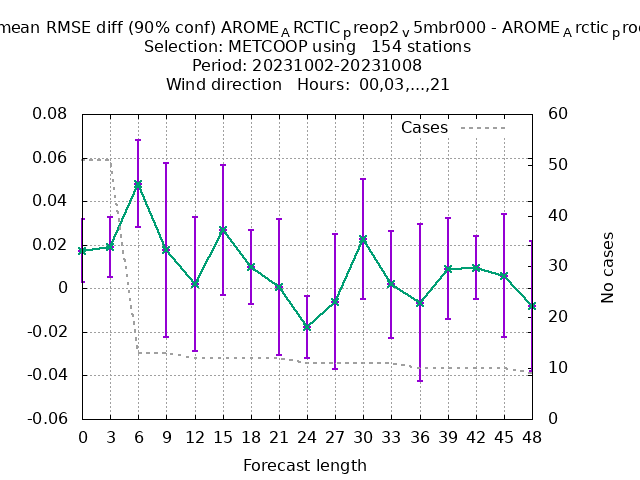 mean RMSE diff (90% conf) AROME_ARCTIC_preop2_v5mbr000 - AROME_Arctic_pro
Selection: METCOOP using 154 stations
Period: 20231002-20231008
Wind direction Hours: 00,03,...,21
Cases
0.08
0.06
0.04
0.02
0
-0.02
-0.04
-0.06
60
50
40
30
20
10
0
No cases
0 3 6 9 12 15 18 21 24 27 30 33 36 39 42 45 48
Forecast length